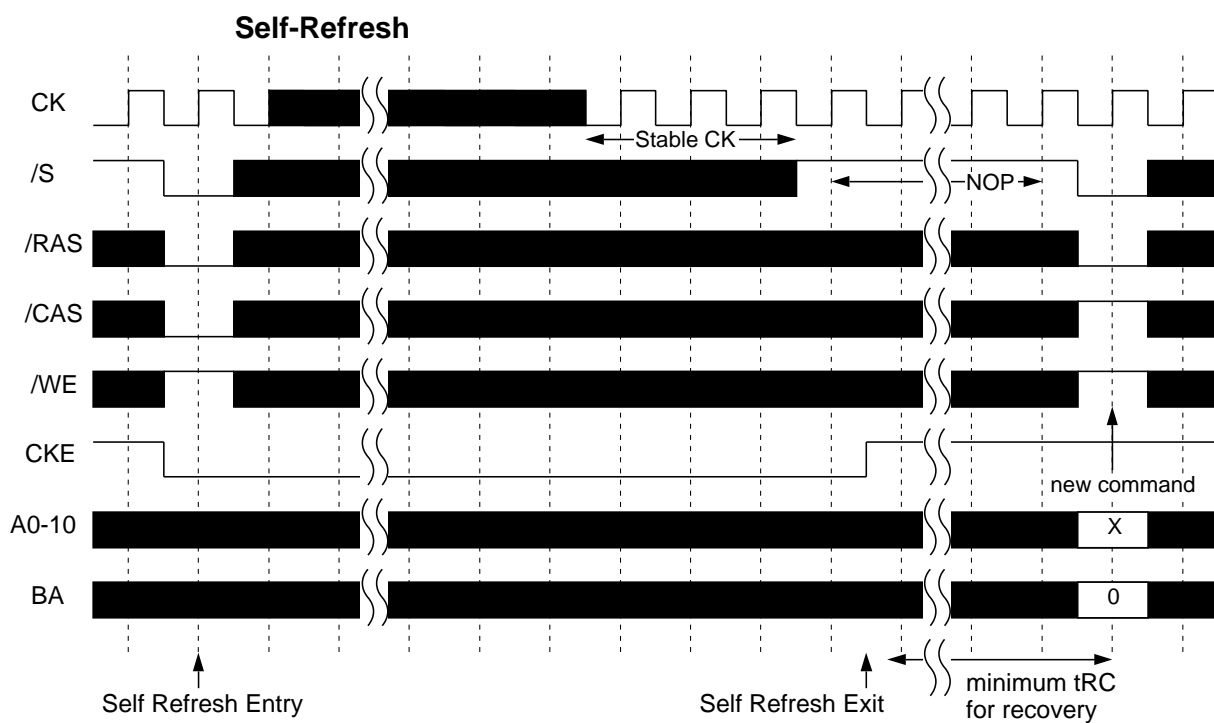 Self-Refresh
CK
Stable CK
/S
NOP
/RAS
/CAS
/WE
CKE
new command
A0-10
X
BA
0
Self Refresh Entry
Self Refresh Exit
minimum tRC
for recovery